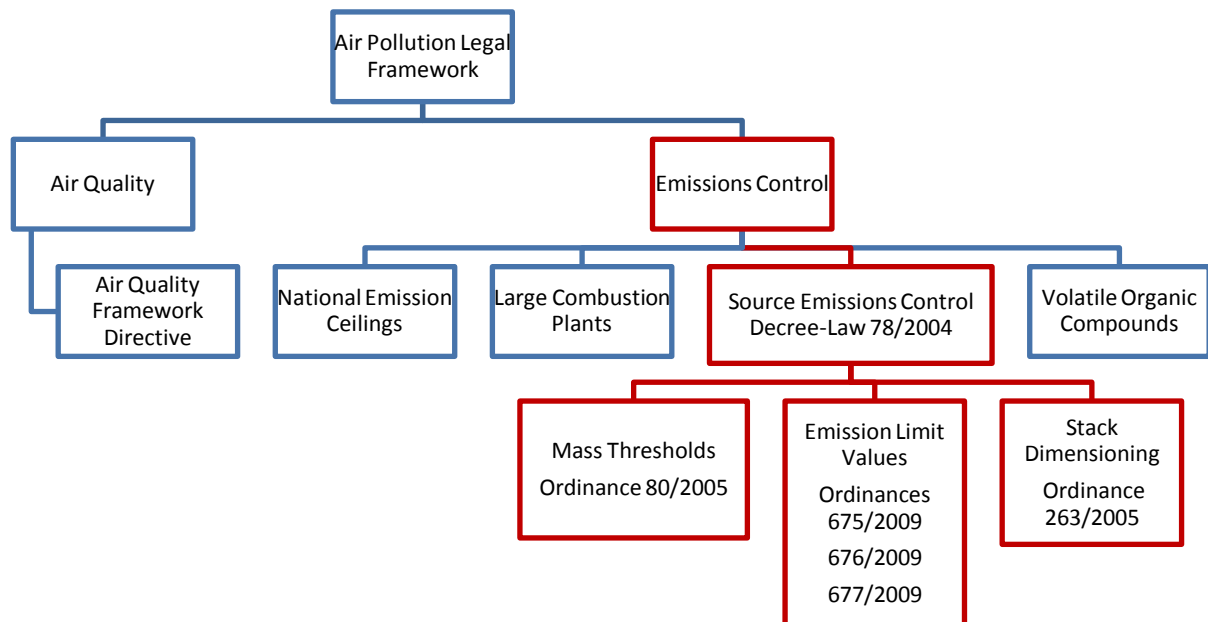 Air Pollution Legal
Framework
Air Quality
Emissions Control
Air Quality
Framework
Directive
National Emission
Ceilings
Large Combustion
Plants
Source Emissions Control
Decree-Law 78/2004
Volatile Organic
Compounds
Mass Thresholds
Ordinance 80/2005
Emission Limit
Values
Ordinances
675/2009
676/2009
677/2009
Stack
Dimensioning
Ordinance
263/2005